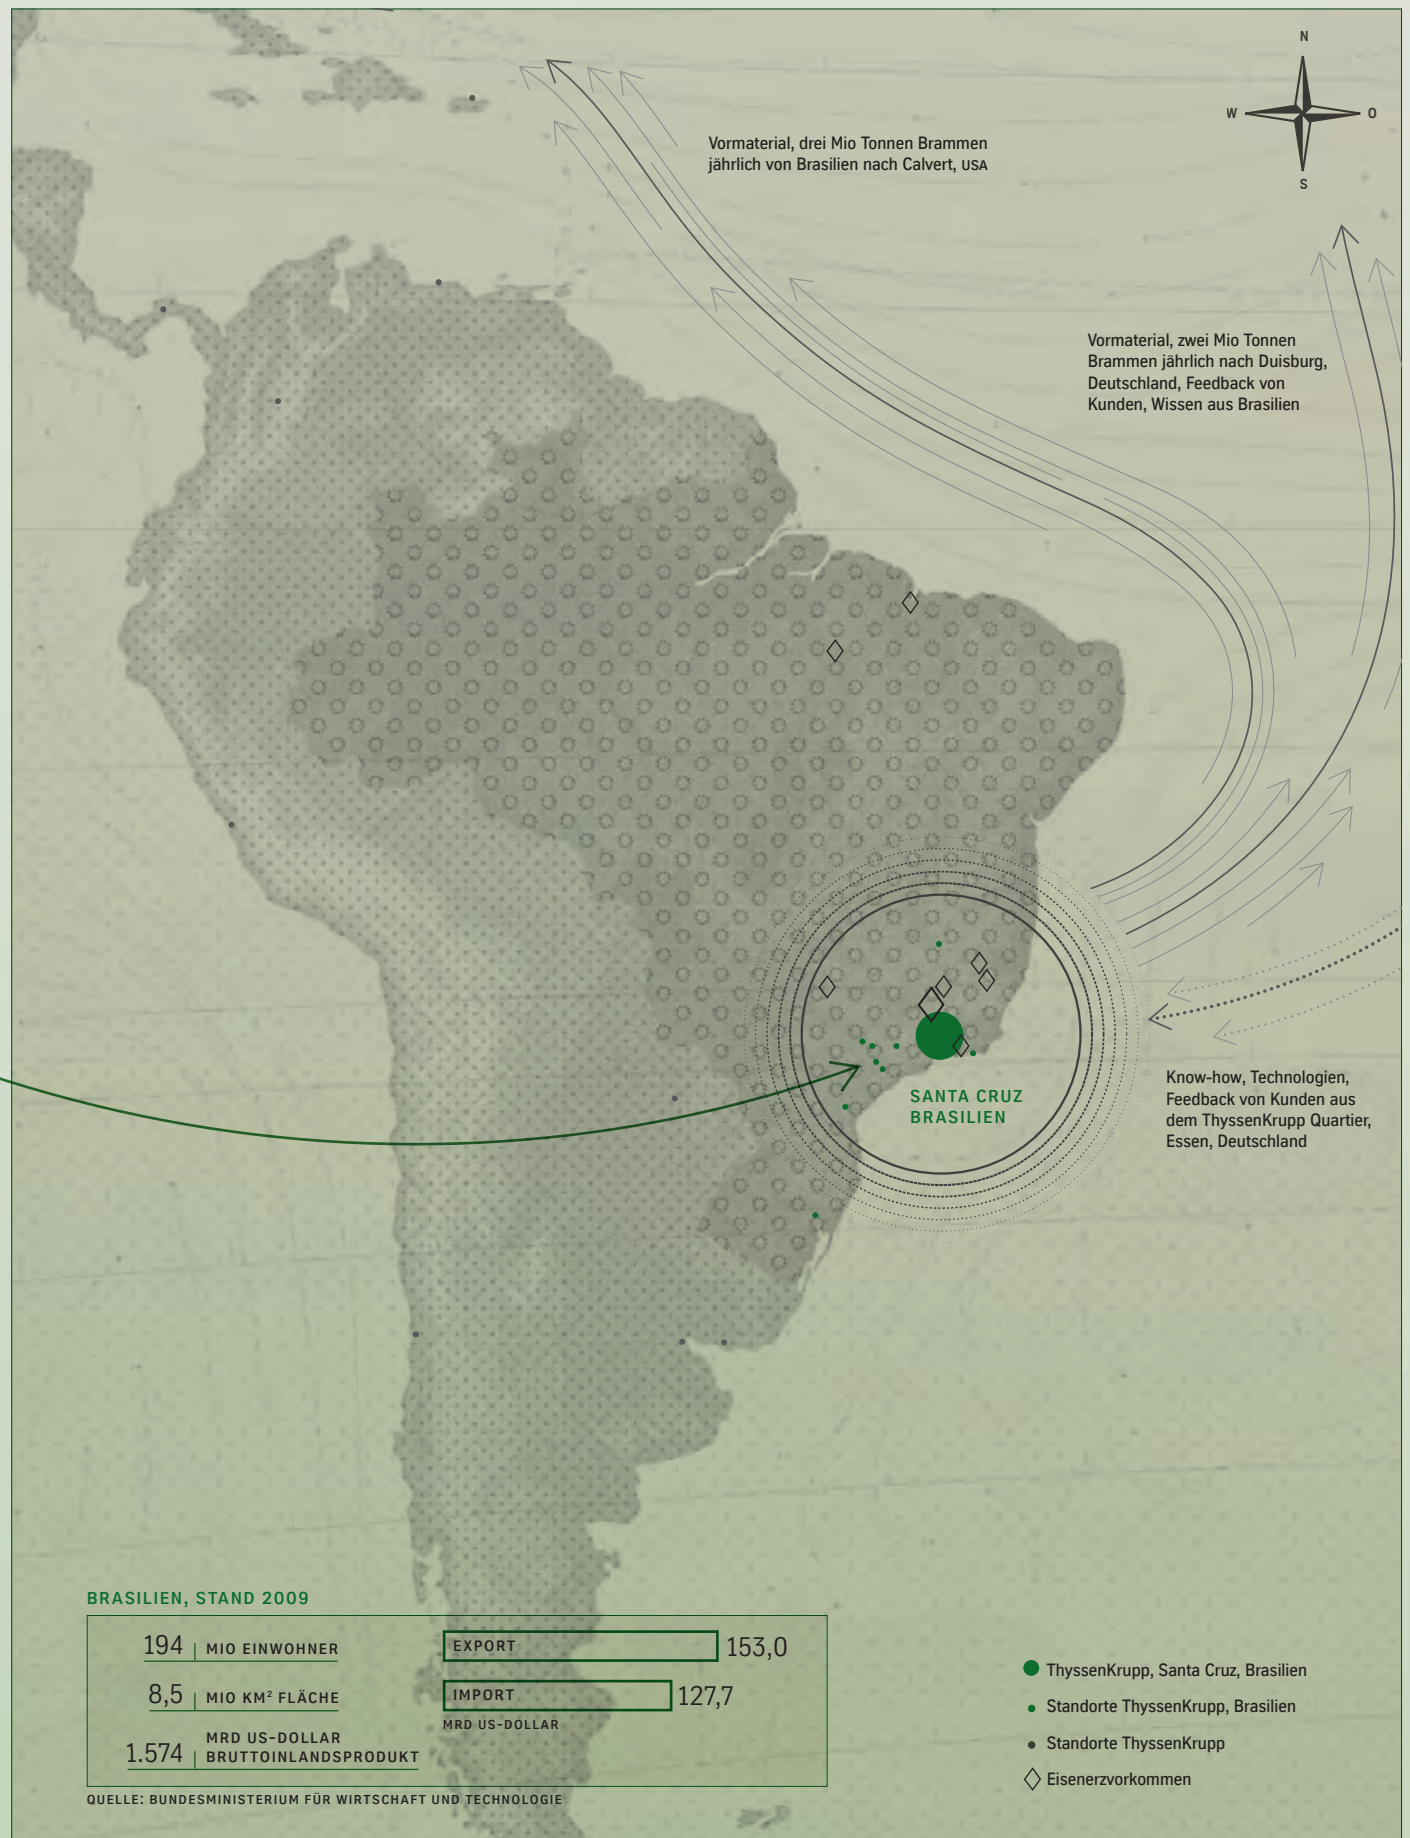 N
W
O
S
Vormaterial, drei Mio Tonnen Brammen
jährlich von Brasilien nach Calvert, USA
Vormaterial, zwei Mio Tonnen
Brammen jährlich nach Duisburg,
Deutschland, Feedback von
Kunden, Wissen aus Brasilien
SANTA CRUZ
BRASILIEN
Know-how, Technologien,
Feedback von Kunden aus
dem ThyssenKrupp Quartier,
Essen, Deutschland
BRASILIEN, STAND 2009
194 | MIO EINWOHNER
8,5 | MIO KM² FLÄCHE
MRD US-DOLLAR
1.574 | BRUTTOINLANDSPRODUKT
EXPORT 153,0
IMPORT 127,7
MRD US-DOLLAR
QUELLE: BUNDESMINISTERIUM FÜR WIRTSCHAFT UND TECHNOLOGIE
ThyssenKrupp, Santa Cruz, Brasilien
Standorte ThyssenKrupp, Brasilien
Standorte ThyssenKrupp
Eisenerzvorkommen